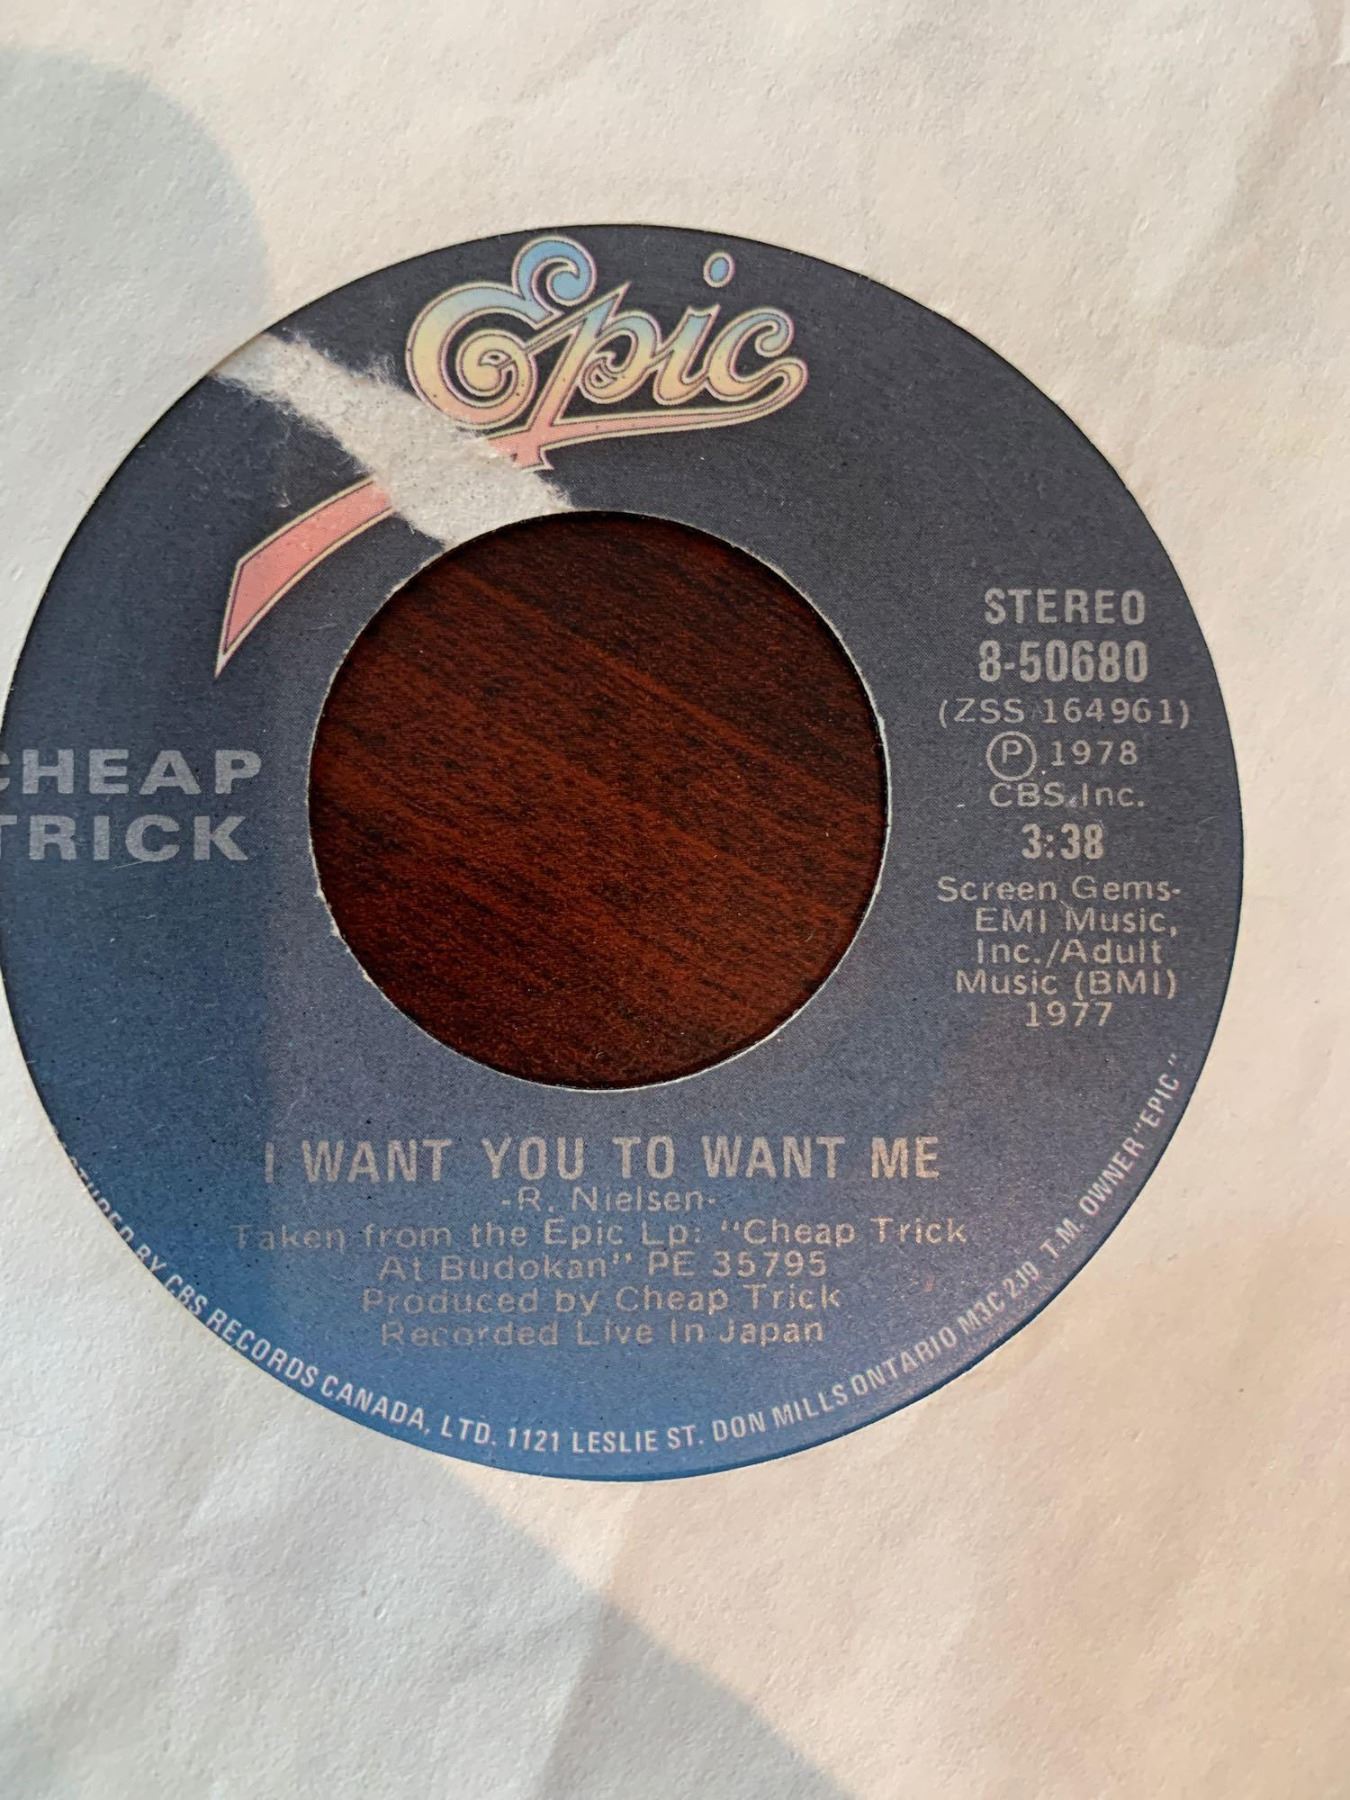 Epic
STEREO
8-50680
(ZSS 164961)
Ⓟ 1978
CBS Inc.
3:38
Screen Gems-
EMI Music,
Inc./Adult
Music (BMI)
1977
CHEAP
TRICK
I WANT YOU TO WANT ME
-R. Nielsen-
Taken from the Epic Lp: "Cheap Trick
At Budokan" PE 35795
Produced by Cheap Trick
Recorded Live In Japan
BY CBS RECORDS CANADA, LTD. 1121 LESLIE ST. DON MILLS ONTARIO M3C 2J9 T.M. OWNER "EPIC"